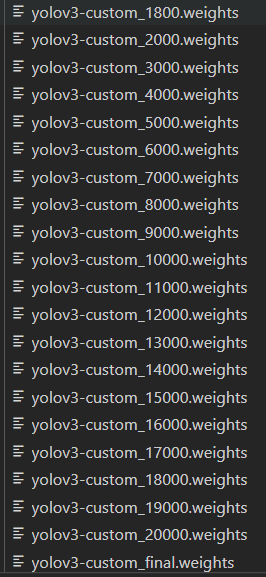 yolov3-custom_1800.weights
yolov3-custom_2000.weights
yolov3-custom_3000.weights
yolov3-custom_4000.weights
yolov3-custom_5000.weights
yolov3-custom_6000.weights
yolov3-custom_7000.weights
yolov3-custom_8000.weights
yolov3-custom_9000.weights
yolov3-custom_10000.weights
yolov3-custom_11000.weights
yolov3-custom_12000.weights
yolov3-custom_13000.weights
yolov3-custom_14000.weights
yolov3-custom_15000.weights
yolov3-custom_16000.weights
yolov3-custom_17000.weights
yolov3-custom_18000.weights
yolov3-custom_19000.weights
yolov3-custom_20000.weights
yolov3-custom_final.weights